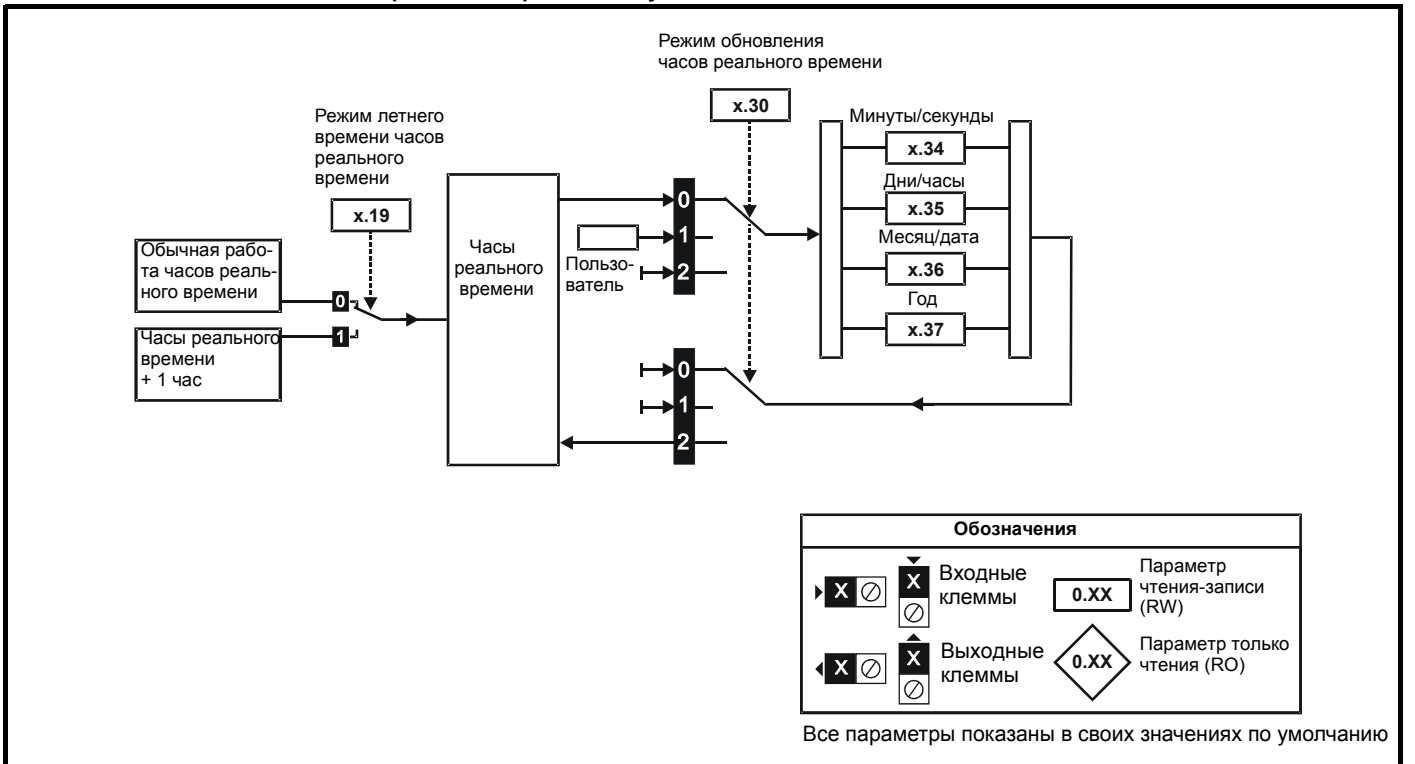 Режим обновления
часов реального времени
x.30
Режим летнего
времени часов
реального
времени
x.19
Минуты/секунды
x.34
Дни/часы
x.35
Месяц/дата
x.36
Год
x.37
Обычная рабо-
та часов реаль-
ного времени
0
Часы реального
времени
+ 1 час
1
Часы
реального
времени
0
1
2
Пользо-
ватель
0
1
2
Обозначения
X
X
Входные
клеммы
0.XX
Параметр
чтения-записи
(RW)
X
X
Выходные
клеммы
0.XX
Параметр только
чтения (RO)
Все параметры показаны в своих значениях по умолчанию